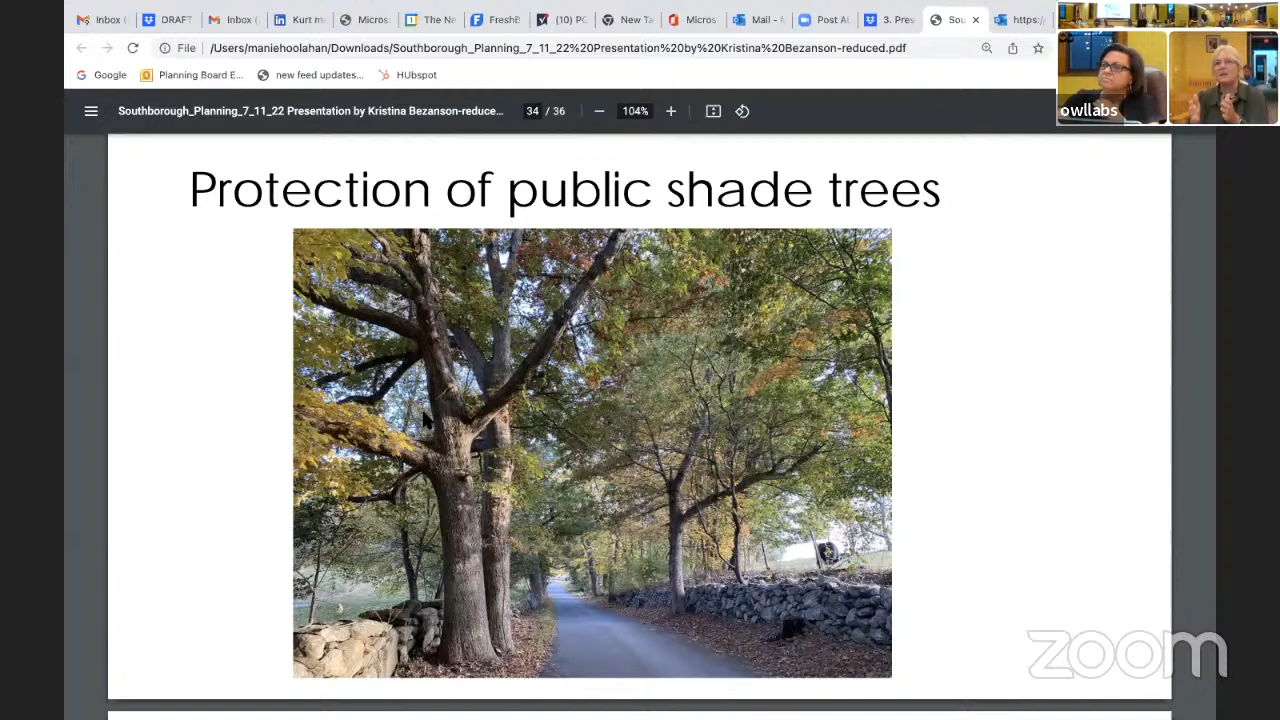 Inbox (
DRAFT
Inbox (
Kurt m
Micros
The Ne
FreshB
(10) PC
New Ta
Micros
Mail -
Post Al
3. Pres
Sou
https:/
File
/Users/maniehoolahan/Downloads/Southborough_Planning_7_11_22%20Presentation%20by%20Kristina%20Bezanson-reduced.pdf
Google
Planning Board E...
new feed updates...
HUbspot
Southborough_Planning_7_11_22 Presentation by Kristina Bezanson-reduce...
34 / 36
104%
owllabs
Protection of public shade trees
zoom